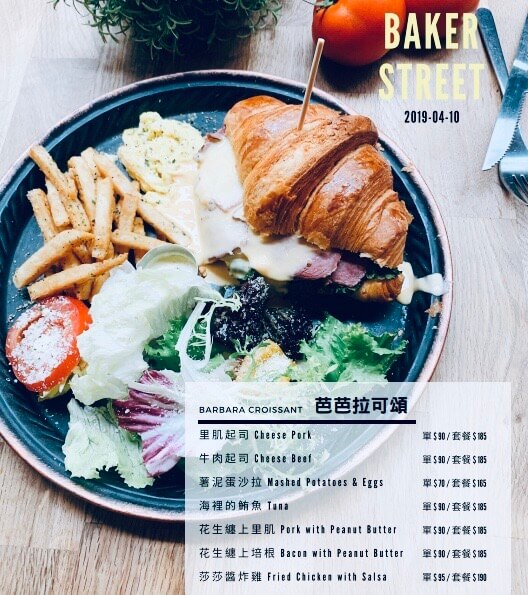 BAKER
STREET
2019-04-10
BARBARA CROISSANT 芭芭拉可頌
里肌起司 Cheese Pork 單$90/套餐$185
牛肉起司 Cheese Beef 單$90/套餐$185
薯泥蛋沙拉 Mashed Potatoes & Eggs 單$70/套餐$165
海裡的鮪魚 Tuna 單$90/套餐$185
花生纏上里肌 Pork with Peanut Butter 單$90/套餐$185
花生纏上培根 Bacon with Peanut Butter 單$90/套餐$185
莎莎醬炸雞 Fried Chicken with Salsa 單$95/套餐$190